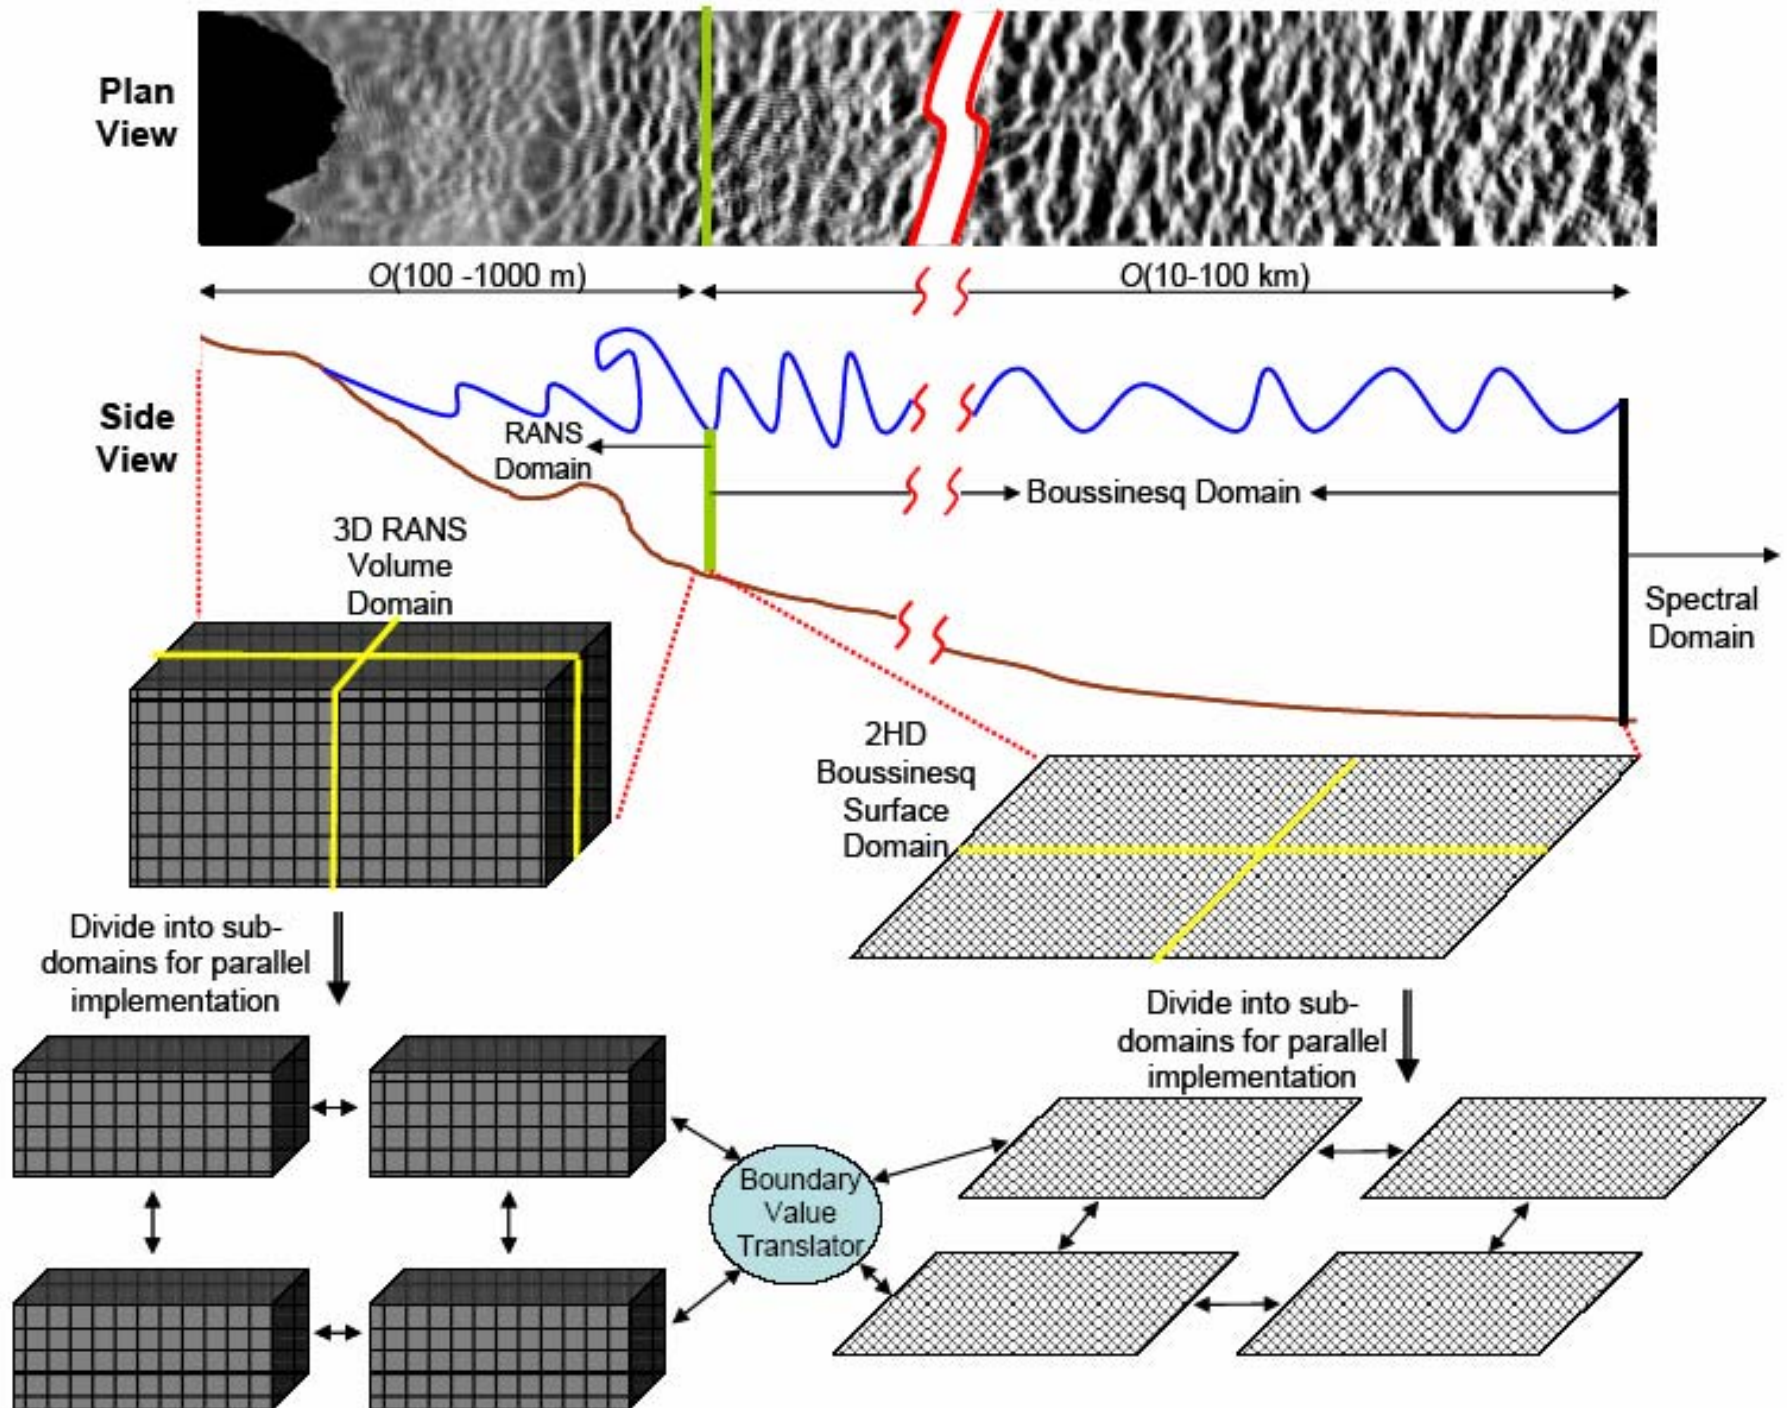 Plan
View
O(100 -1000 m)
O(10-100 km)
Side
View
RANS
Domain
Boussinesq Domain
3D RANS
Volume
Domain
Spectral
Domain
2HD
Boussinesq
Surface
Domain
Divide into sub-
domains for parallel
implementation
Divide into sub-
domains for parallel
implementation
Boundary
Value
Translator